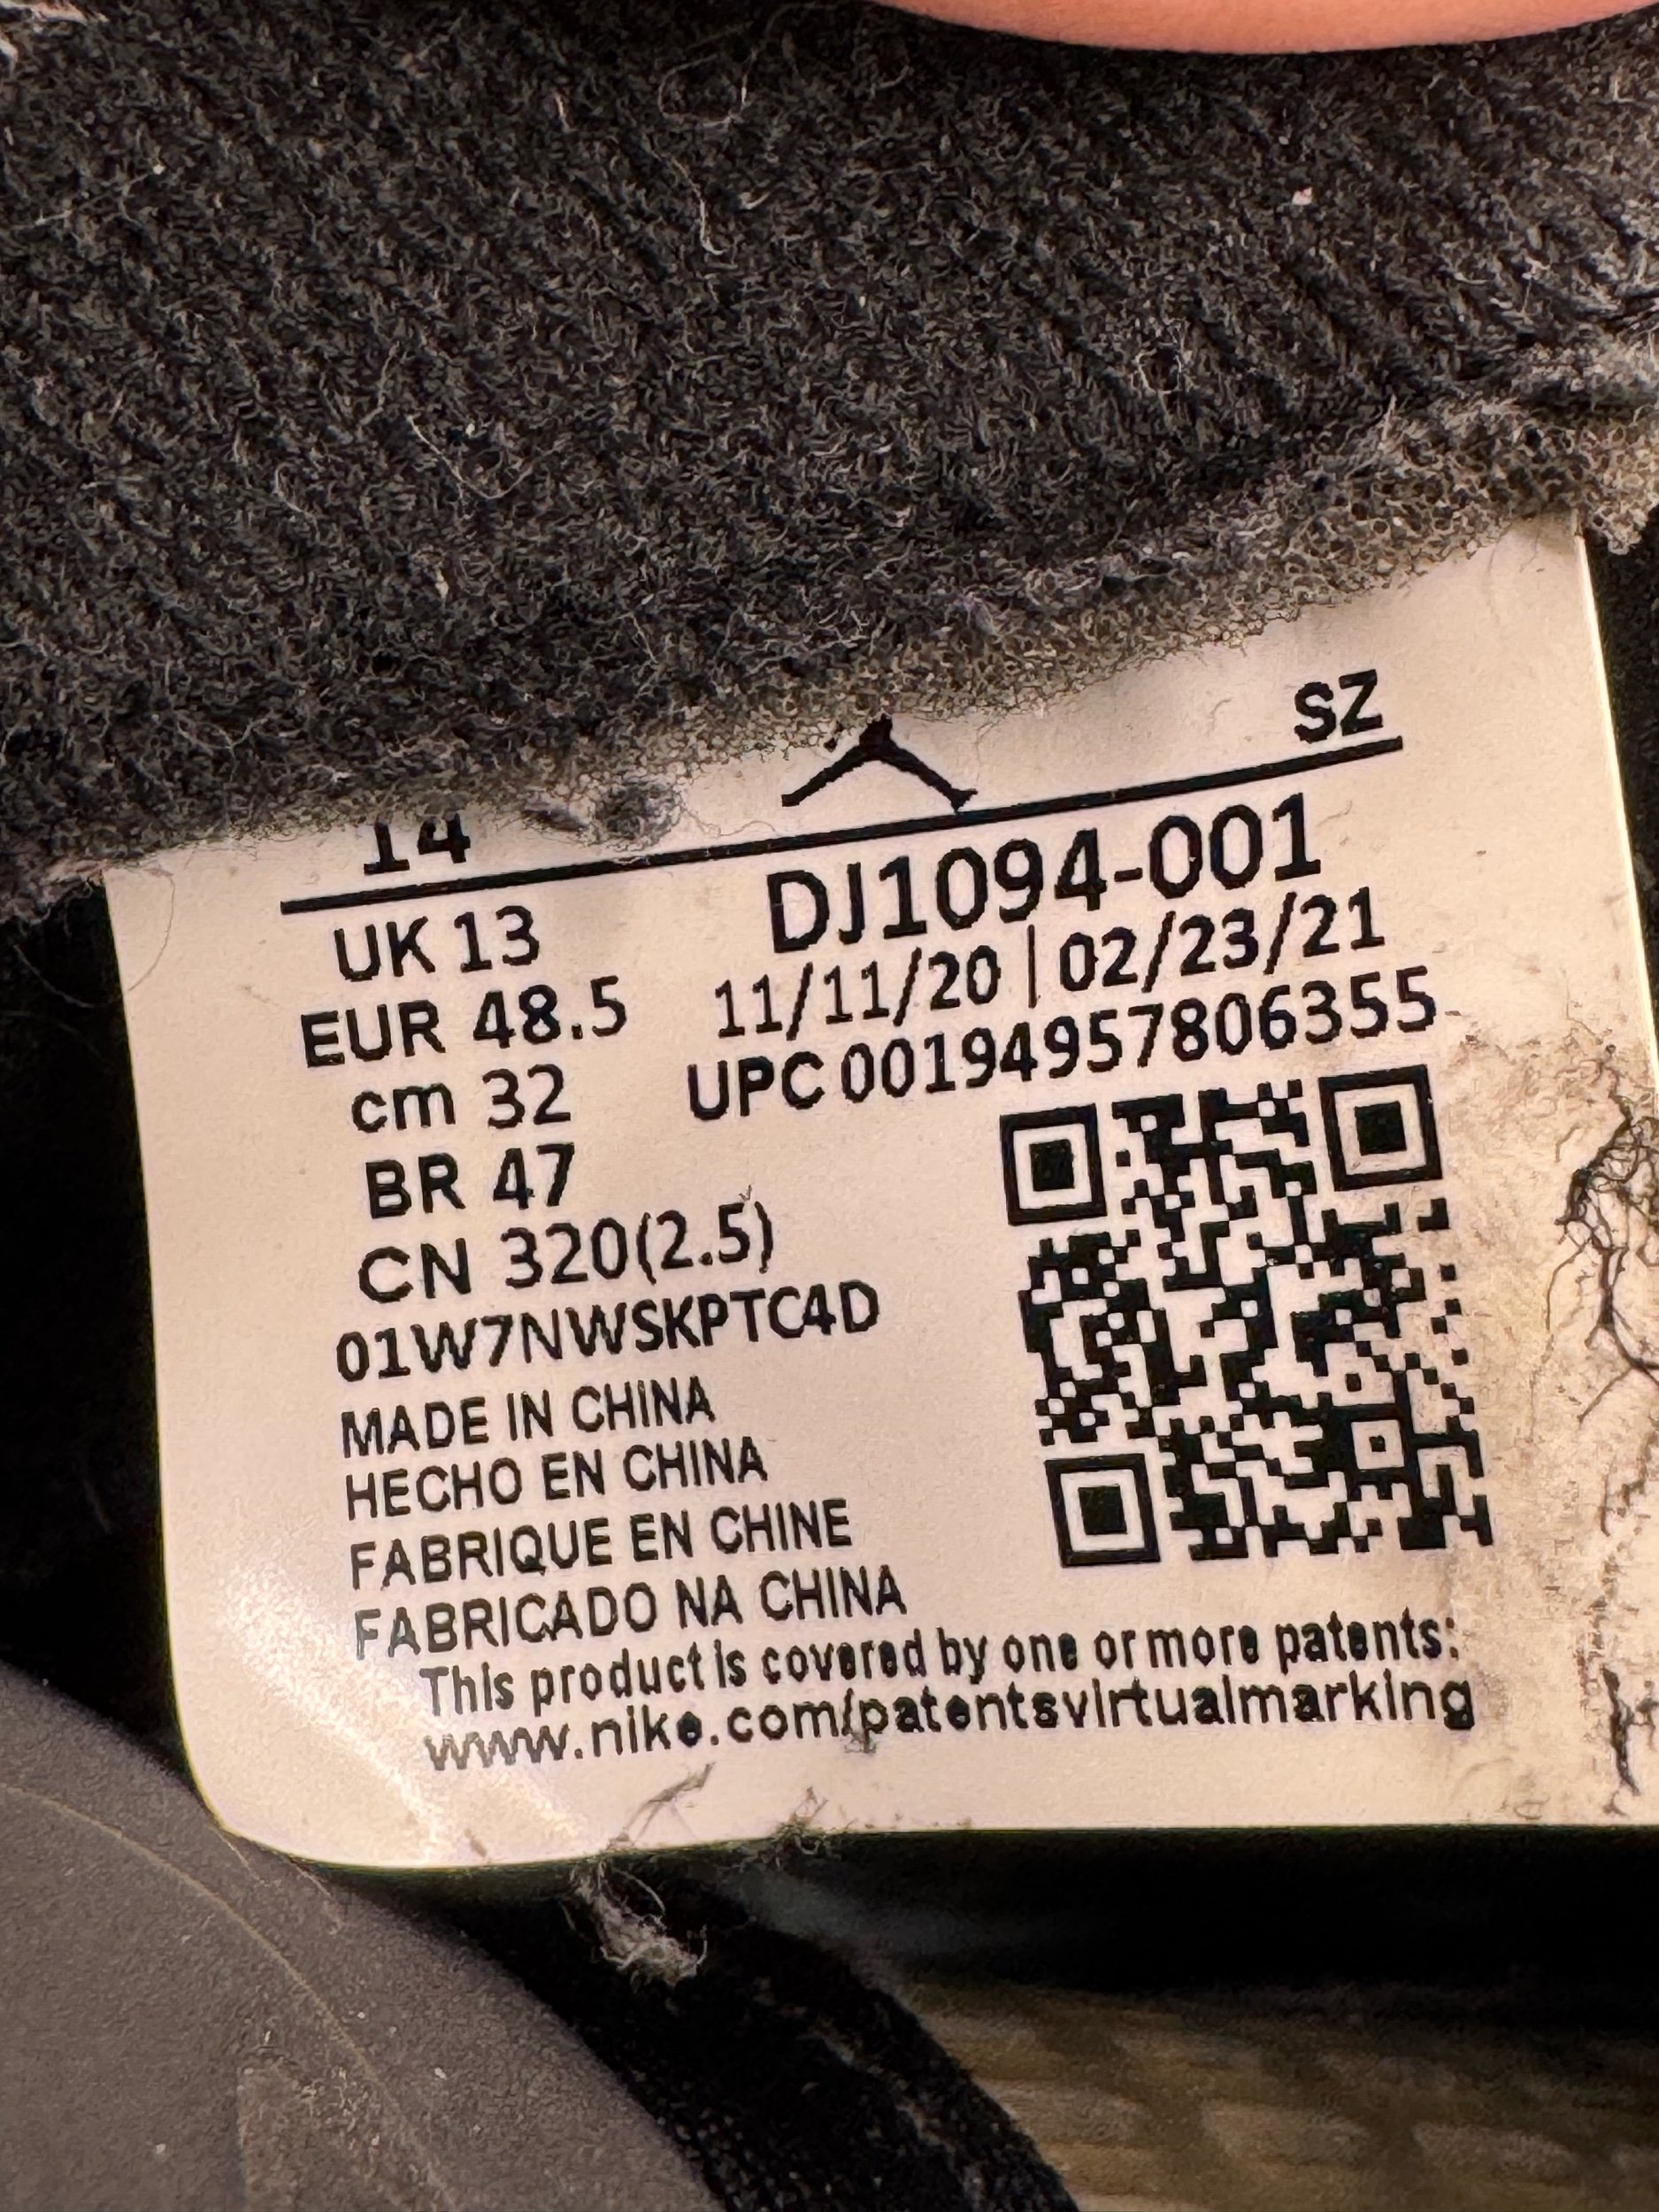 14 SZ
UK 13 DJ1094-001
EUR 48.5 11/11/20 | 02/23/21
cm 32 UPC 00194957806355
BR 47
CN 320(2.5)
01W7NWSKPTC4D
MADE IN CHINA
HECHO EN CHINA
FABRIQUE EN CHINE
FABRICADO NA CHINA
This product is covered by one or more patents:
www.nike.com/patentsvirtualmarking